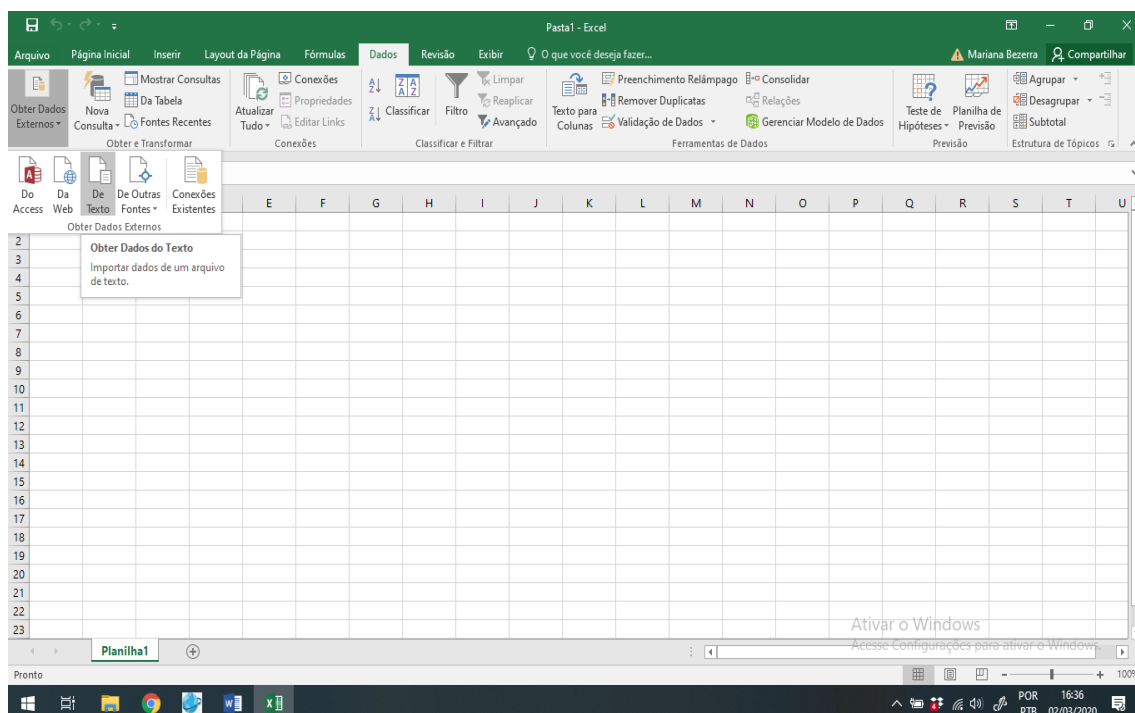 Pasta1 - Excel
Arquivo Página Inicial Inserir Layout da Página Fórmulas Dados Revisão Exibir O que você deseja fazer... Mariana Bezerra Compartilhar
Obter Dados Externos
Nova Consulta
Mostrar Consultas
Da Tabela
Fontes Recentes
Obter e Transformar
Atualizar Tudo
Conexões
Propriedades
Editar Links
Conexões
Classificar
Filtro
Limpar
Reaplicar
Avançado
Classificar e Filtrar
Texto para Colunas
Preenchimento Relâmpago
Remover Duplicatas
Validação de Dados
Consolidar
Relações
Gerenciar Modelo de Dados
Ferramentas de Dados
Teste de Hipóteses
Planilha de Previsão
Previsão
Agrupar
Desagrupar
Subtotal
Estrutura de Tópicos
Do Access
Da Web
De Texto
De Outras Fontes
Conexões Existentes
Obter Dados Externos
E F G H I J K L M N O P Q R S T U
Obter Dados do Texto
Importar dados de um arquivo
de texto.
2
3
4
5
6
7
8
9
10
11
12
13
14
15
16
17
18
19
20
21
22
23
Ativar o Windows
Acesse Configurações para ativar o Windows.
Planilha1
Pronto
100%
POR
PTB
16:36
02/03/2020